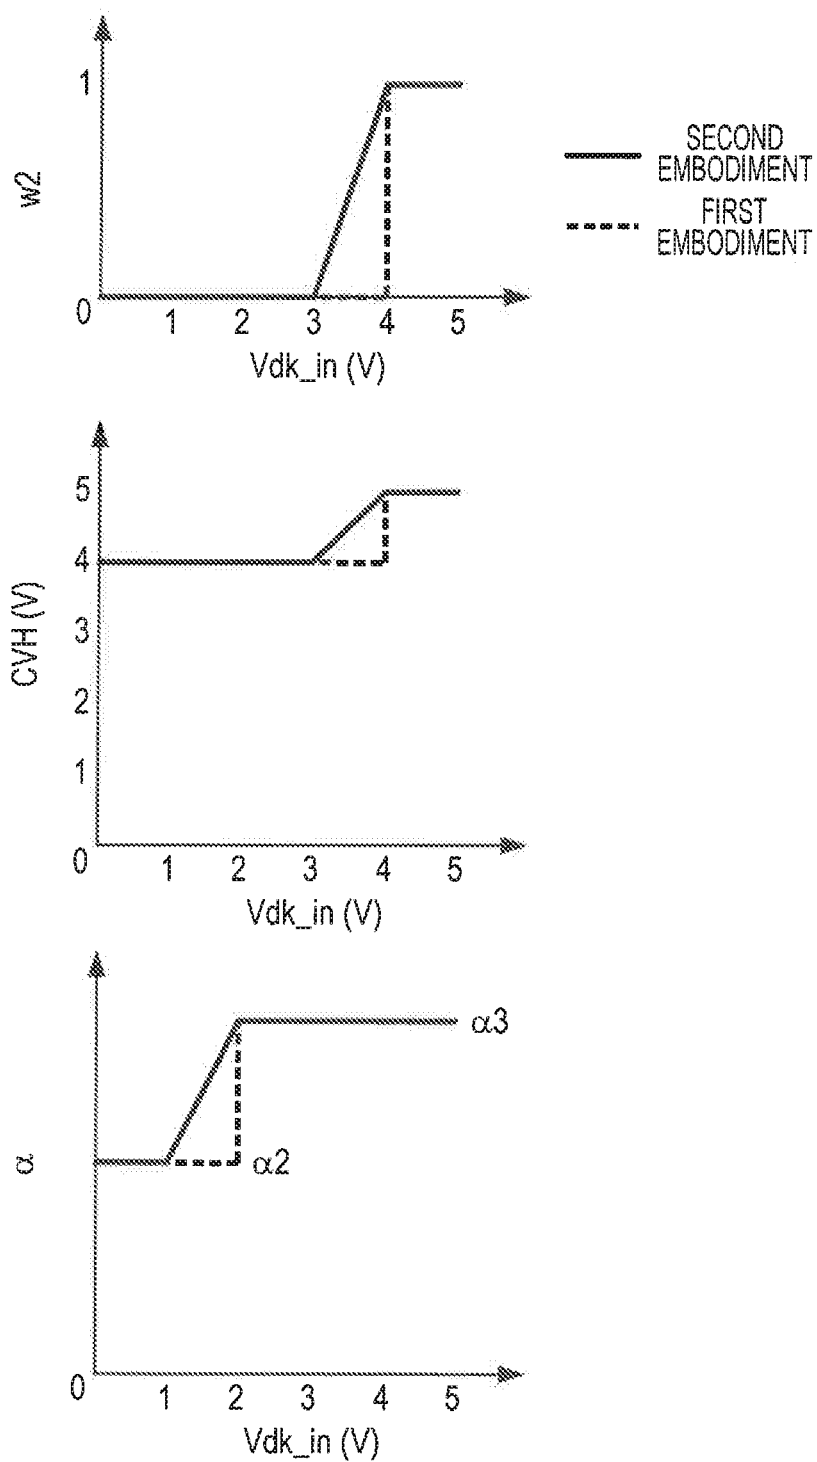 1
w2
0
1 2 3 4 5
Vdk_in (V)
SECOND
EMBODIMENT
FIRST
EMBODIMENT
5
4
3
2
1
CVH (V)
0
1 2 3 4 5
Vdk_in (V)
α3
α2
α
0
1 2 3 4 5
Vdk_in (V)